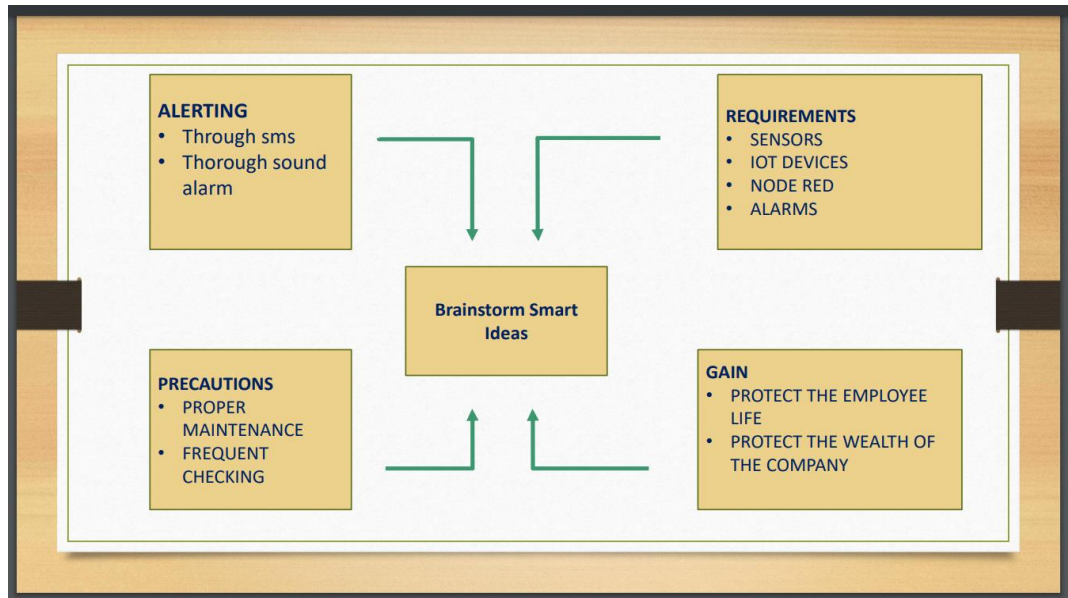 ALERTING
• Through sms
• Thorough sound
alarm
REQUIREMENTS
• SENSORS
• IOT DEVICES
• NODE RED
• ALARMS
Brainstorm Smart
Ideas
PRECAUTIONS
• PROPER
MAINTENANCE
• FREQUENT
CHECKING
GAIN
• PROTECT THE EMPLOYEE
LIFE
• PROTECT THE WEALTH OF
THE COMPANY